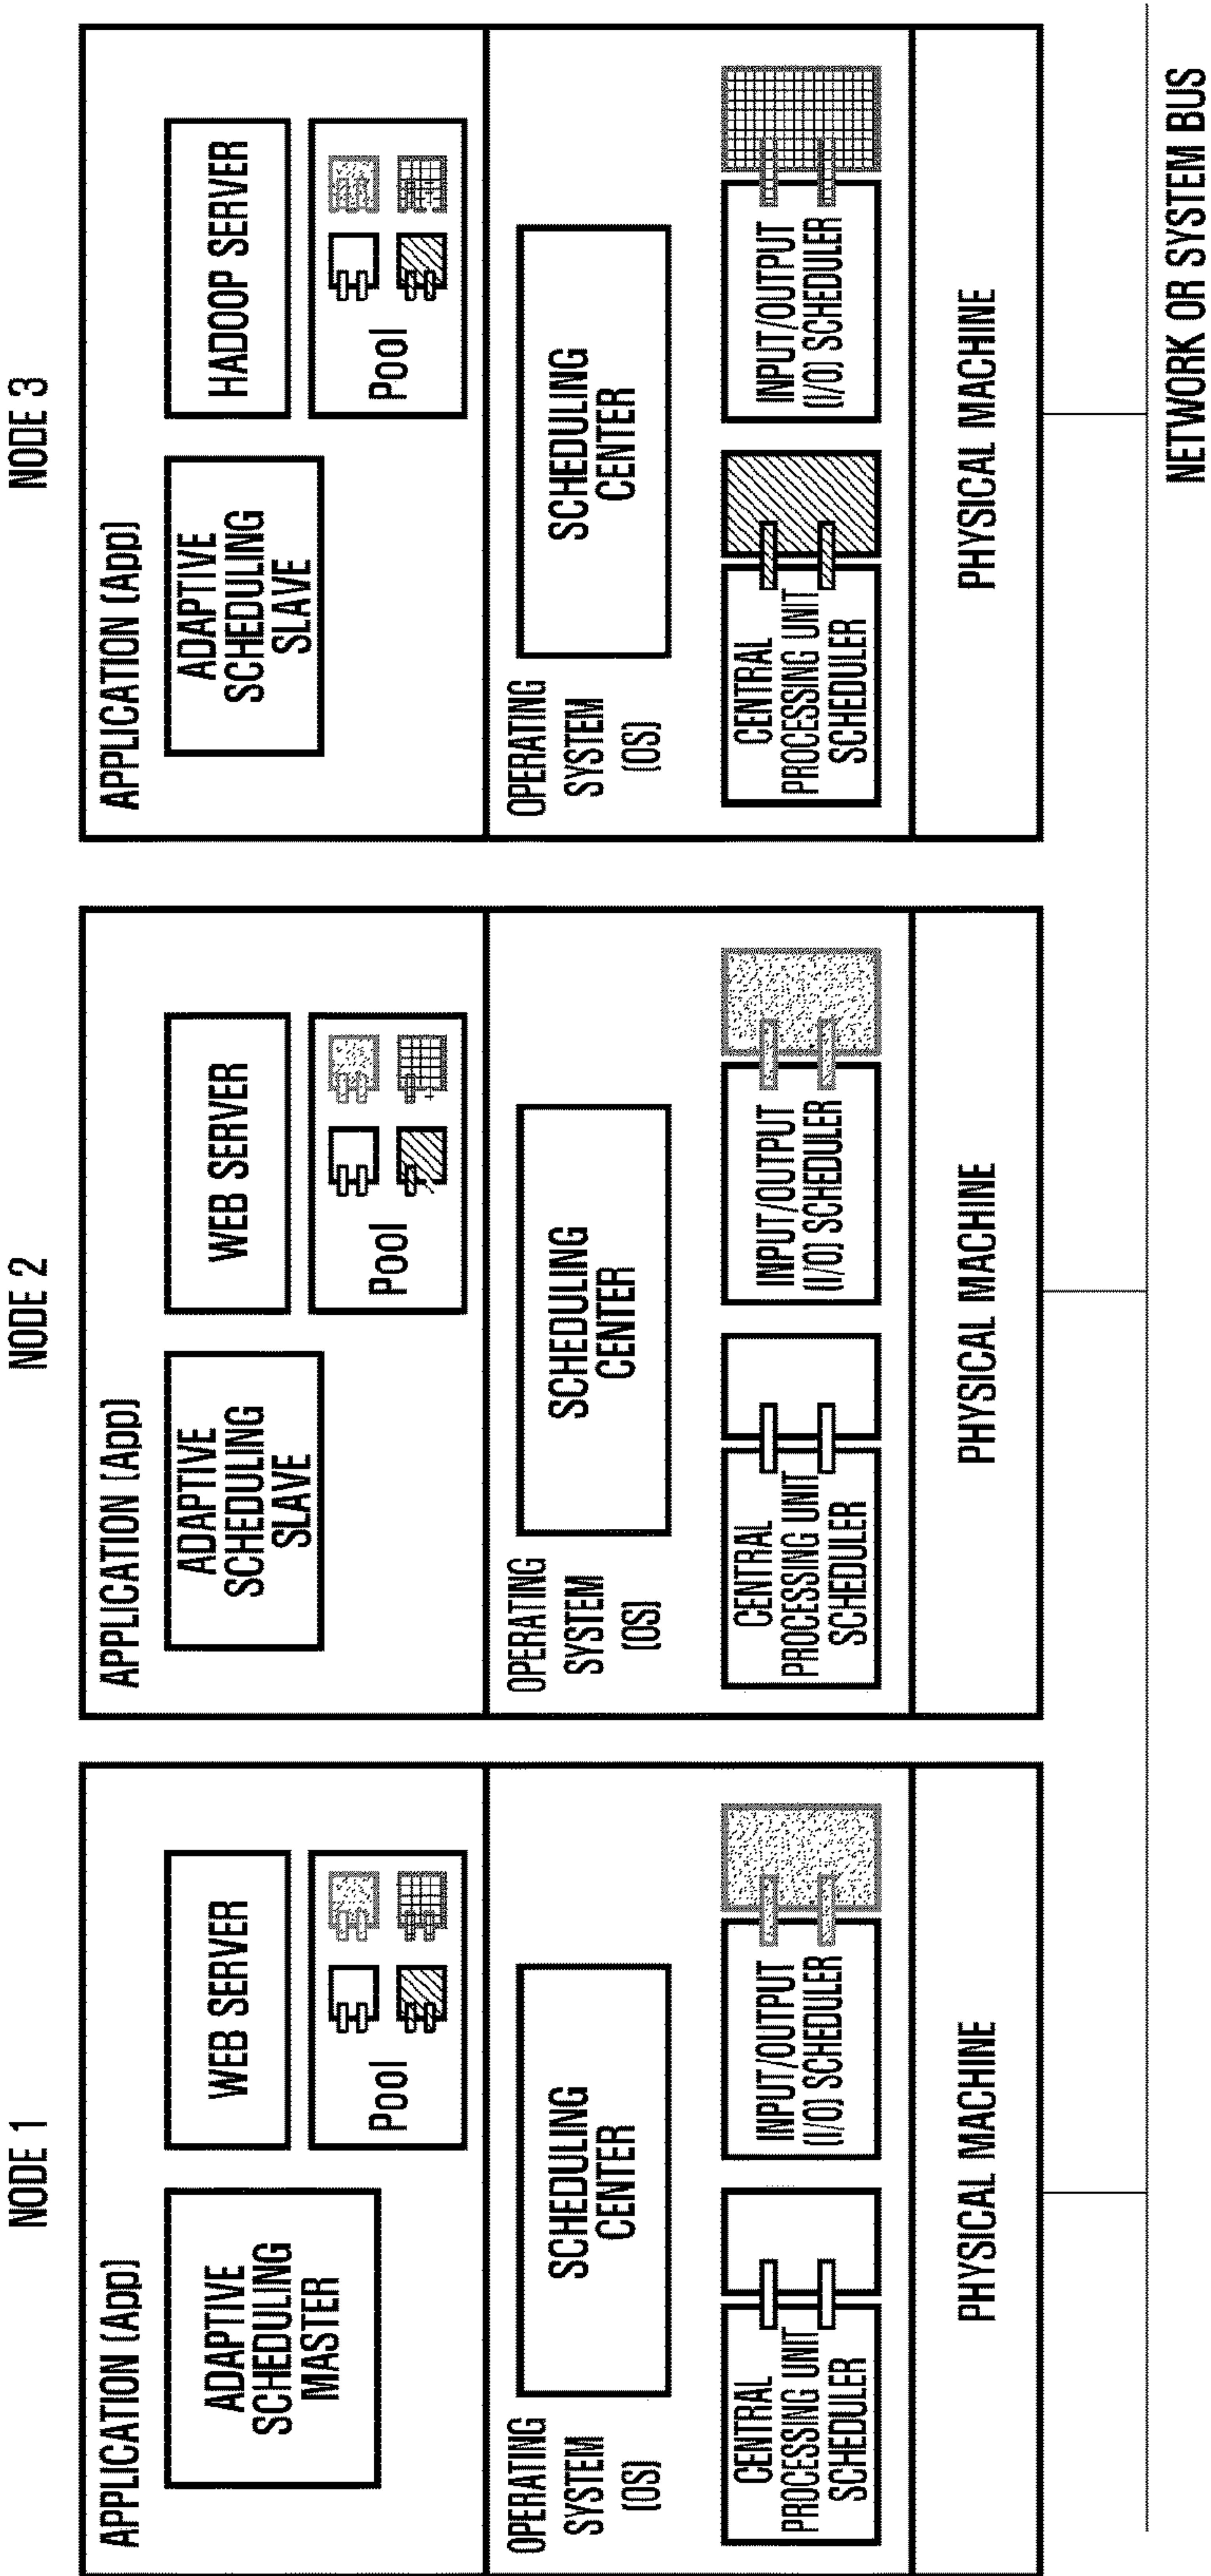 NODE 1
APPLICATION (App)
ADAPTIVE
SCHEDULING
MASTER
WEB SERVER
Pool
OPERATING
SYSTEM
(OS)
SCHEDULING
CENTER
CENTRAL
PROCESSING UNIT
SCHEDULER
INPUT/OUTPUT
(I/O) SCHEDULER
PHYSICAL MACHINE
NODE 2
APPLICATION (App)
ADAPTIVE
SCHEDULING
SLAVE
WEB SERVER
Pool
OPERATING
SYSTEM
(OS)
SCHEDULING
CENTER
CENTRAL
PROCESSING UNIT
SCHEDULER
INPUT/OUTPUT
(I/O) SCHEDULER
PHYSICAL MACHINE
NODE 3
APPLICATION (App)
ADAPTIVE
SCHEDULING
SLAVE
HADOOP SERVER
Pool
OPERATING
SYSTEM
(OS)
SCHEDULING
CENTER
CENTRAL
PROCESSING UNIT
SCHEDULER
INPUT/OUTPUT
(I/O) SCHEDULER
PHYSICAL MACHINE
NETWORK OR SYSTEM BUS